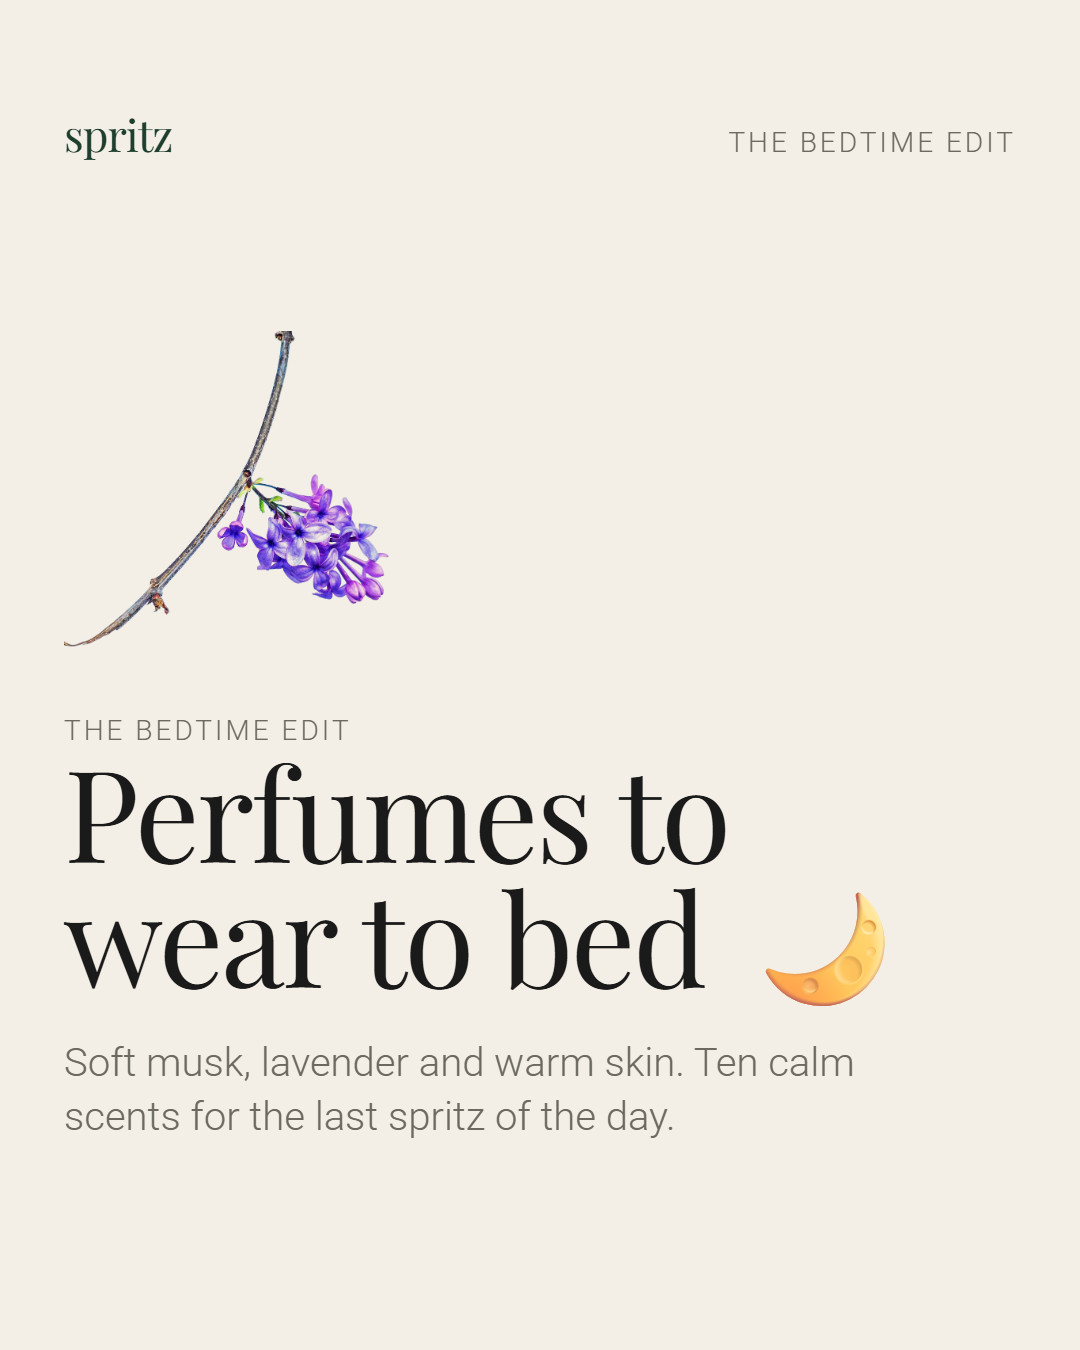 spritz
THE BEDTIME EDIT
THE BEDTIME EDIT
Perfumes to
wear to bed 🌙
Soft musk, lavender and warm skin. Ten calm
scents for the last spritz of the day.